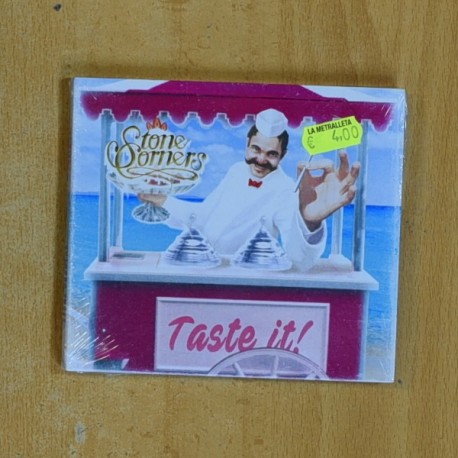 Stone
Corners
LA METRALLETA
€ 4,00
Taste it!